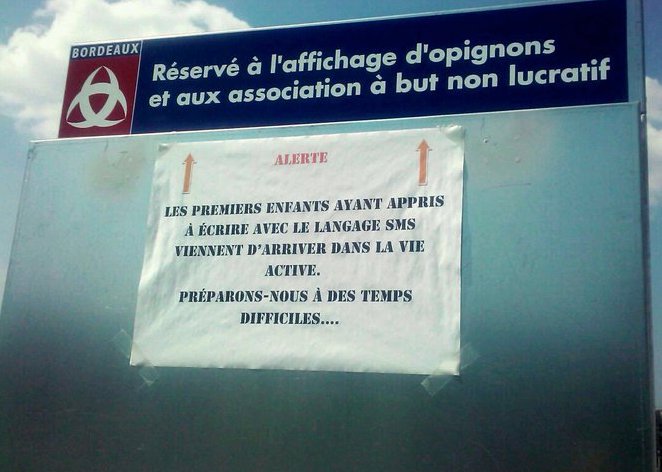 BORDEAUX
Réservé à l'affichage d'opignons
et aux association à but non lucratif
ALERTE
LES PREMIERS ENFANTS AYANT APPRIS
À ÉCRIRE AVEC LE LANGAGE SMS
VIENNENT D'ARRIVER DANS LA VIE
ACTIVE.
PRÉPARONS-NOUS À DES TEMPS
DIFFICILES....